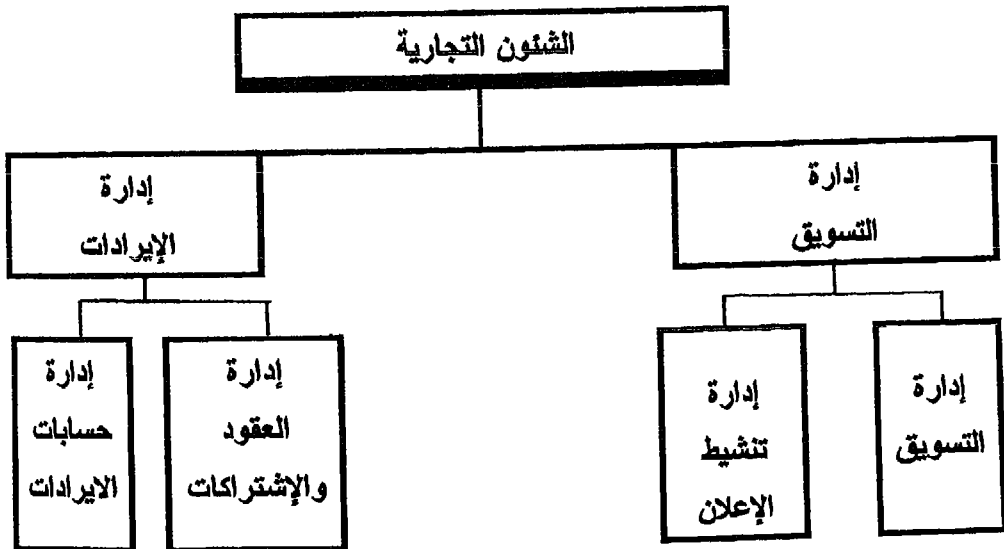 الشئون التجارية
إدارة
التسويق
إدارة
الإيرادات
إدارة
التسويق
إدارة
تنشيط
الإعلان
إدارة
العقود
والإشتراكات
إدارة
حسابات
الايرادات